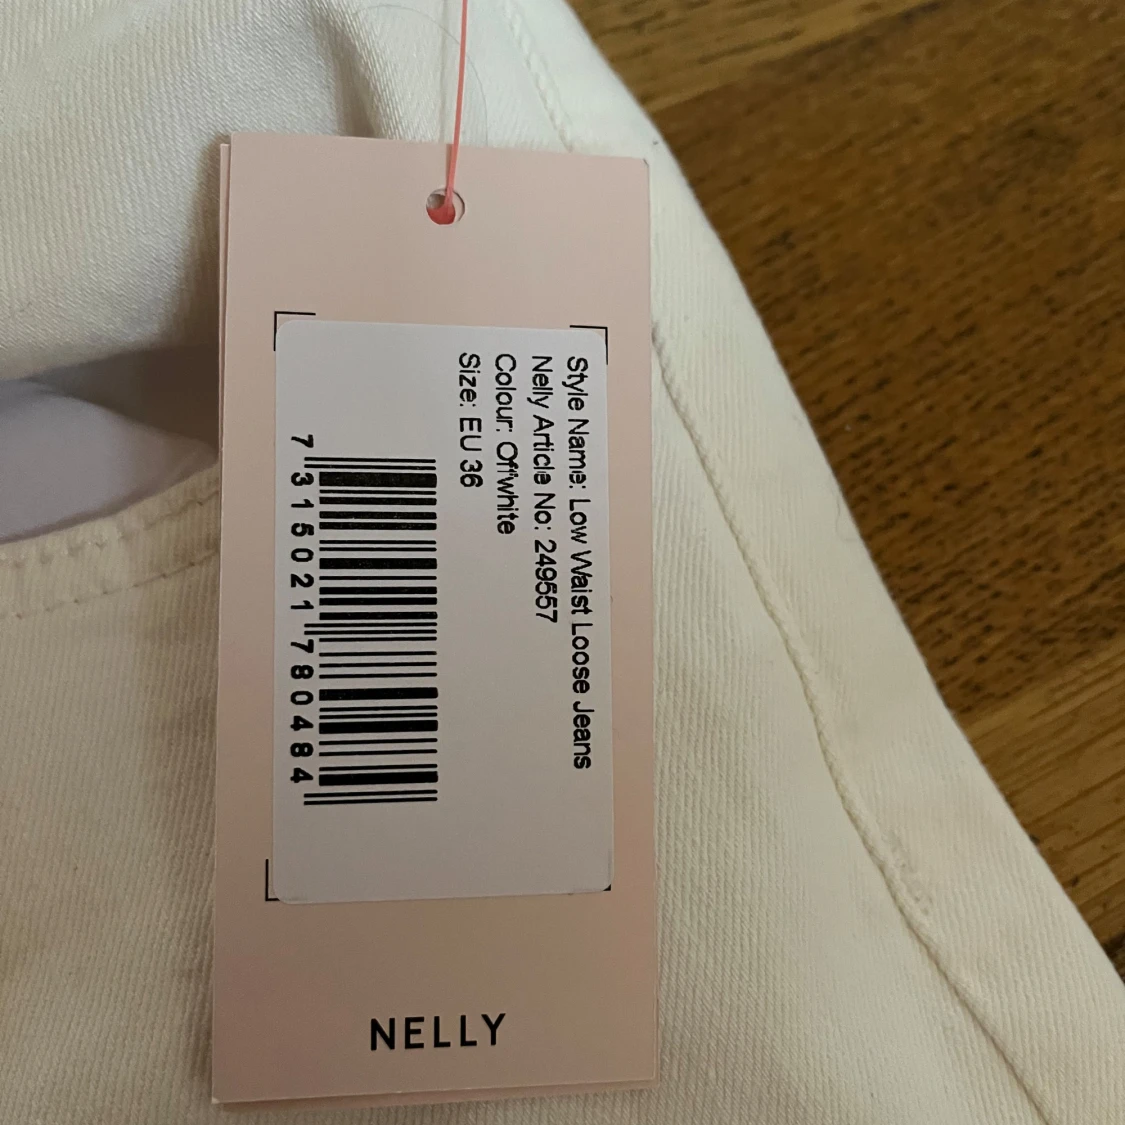 Style Name: Low Waist Loose Jeans
Nelly Article No: 249557
Colour: Offwhite
Size: EU 36
7 315021 780484
NELLY